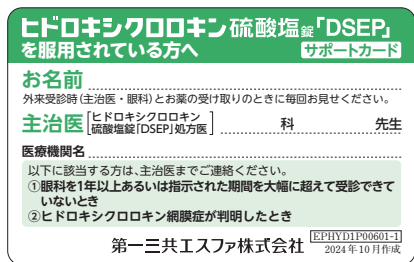 ヒドロキシクロロキン硫酸塩錠「DSEP」
を服用されている方へ サポートカード
お名前
外来受診時(主治医・眼科)とお薬の受け取りのときに毎回お見せください。
主治医[ヒドロキシクロロキン
硫酸塩錠「DSEP」処方医] 科 先生
医療機関名
以下に該当する方は、主治医までご連絡ください。
①眼科を1年以上あるいは指示された期間を大幅に超えて受診できて
いないとき
②ヒドロキシクロロキン網膜症が判明したとき
第一三共エスファ株式会社 EPHYD1P00601-1
2024年10月作成